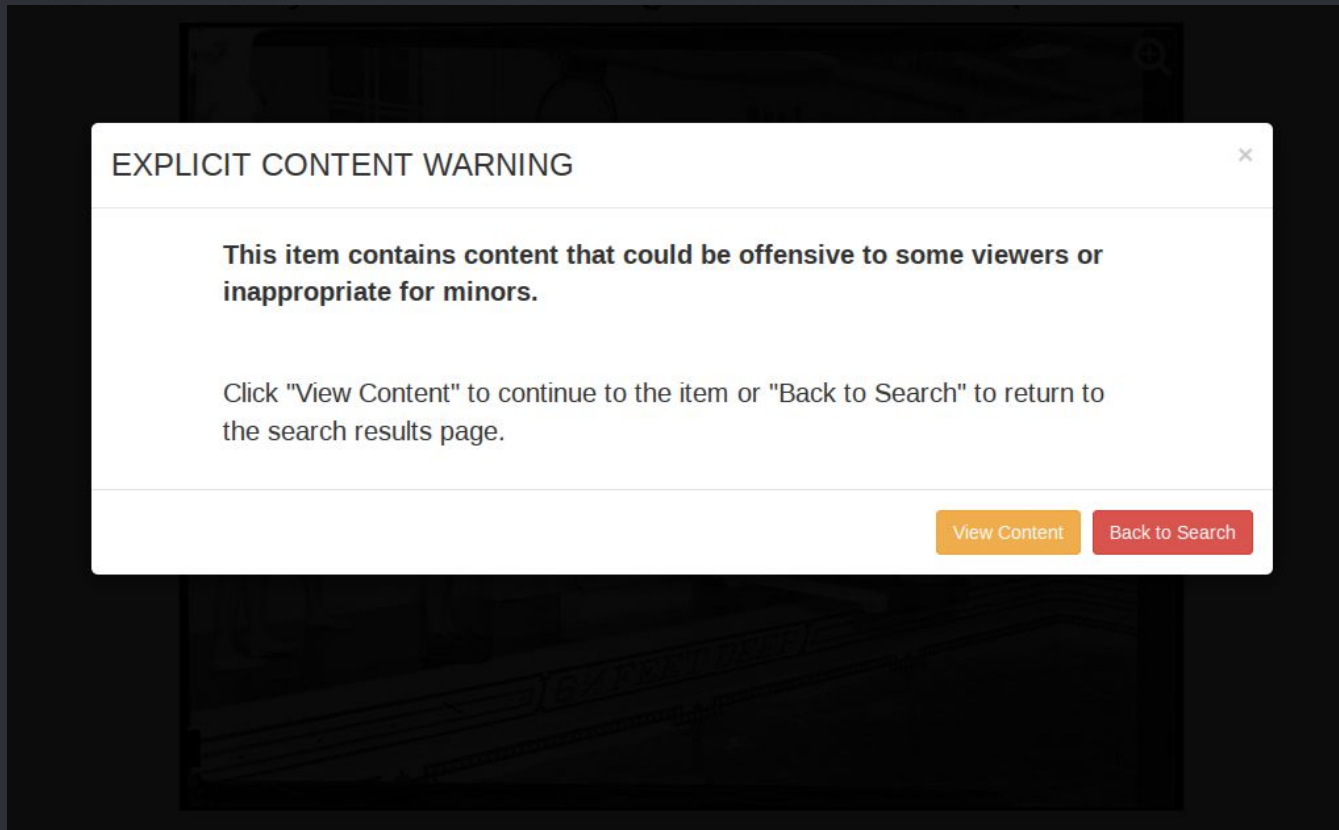 EXPLICIT CONTENT WARNING
×
This item contains content that could be offensive to some viewers or
inappropriate for minors.
Click "View Content" to continue to the item or "Back to Search" to return to
the search results page.
View Content
Back to Search
FEET DEEP